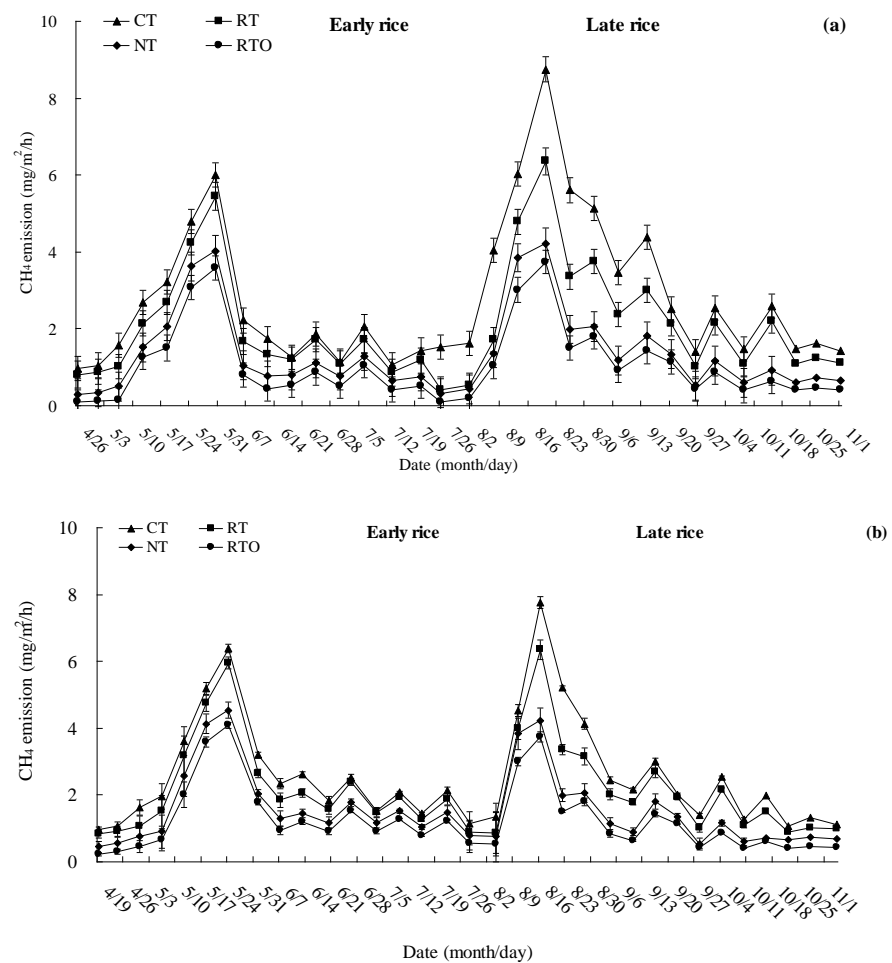 10
CT RT
NT RTO
Early rice Late rice (a)
8
6
4
2
0
CH4 emission (mg/m2/h)
4/26 5/3 5/10 5/17 5/24 5/31 6/7 6/14 6/21 6/28 7/5 7/12 7/19 7/26 8/2 8/9 8/16 8/23 8/30 9/6 9/13 9/20 9/27 10/4 10/11 10/18 10/25 11/1
Date (month/day)
10
CT RT
NT RTO
Early rice Late rice (b)
8
6
4
2
0
CH4 emission (mg/m2/h)
4/19 4/26 5/3 5/10 5/17 5/24 5/31 6/7 6/14 6/21 6/28 7/5 7/12 7/19 7/26 8/2 8/9 8/16 8/23 8/30 9/6 9/13 9/20 9/27 10/4 10/11 10/18 10/25 11/1
Date (month/day)